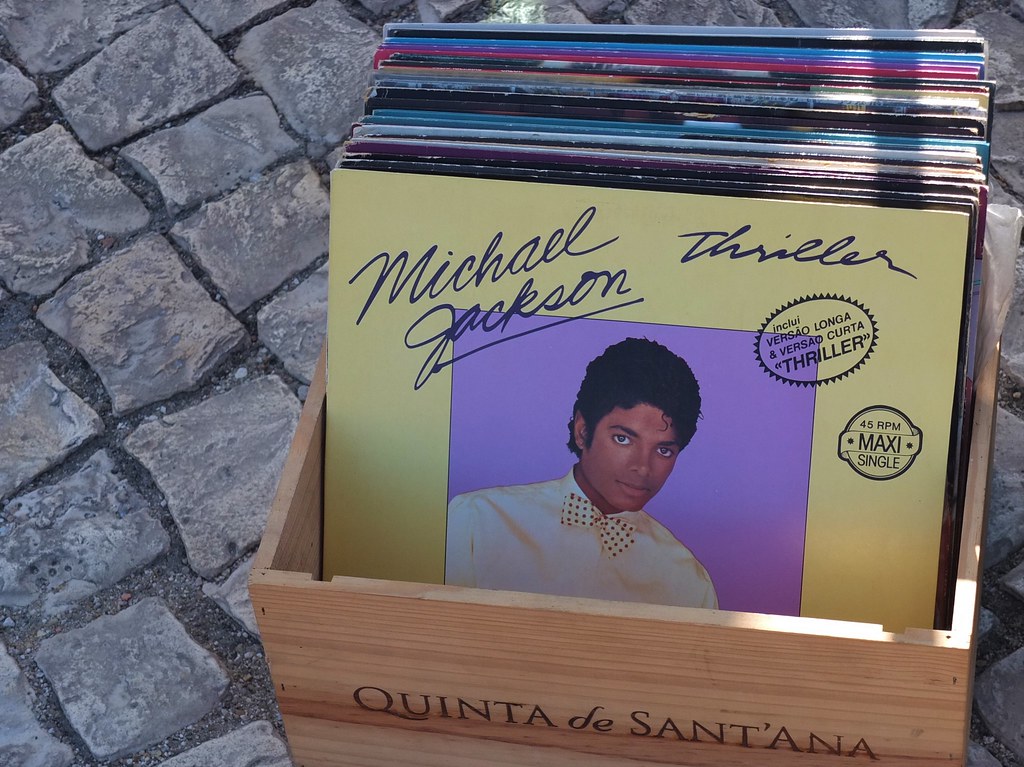 Michael
Jackson
Thriller
inclui
VERSÃO LONGA
& VERSÃO CURTA
«THRILLER»
45 RPM
MAXI
SINGLE
QUINTA de SANT'ANA